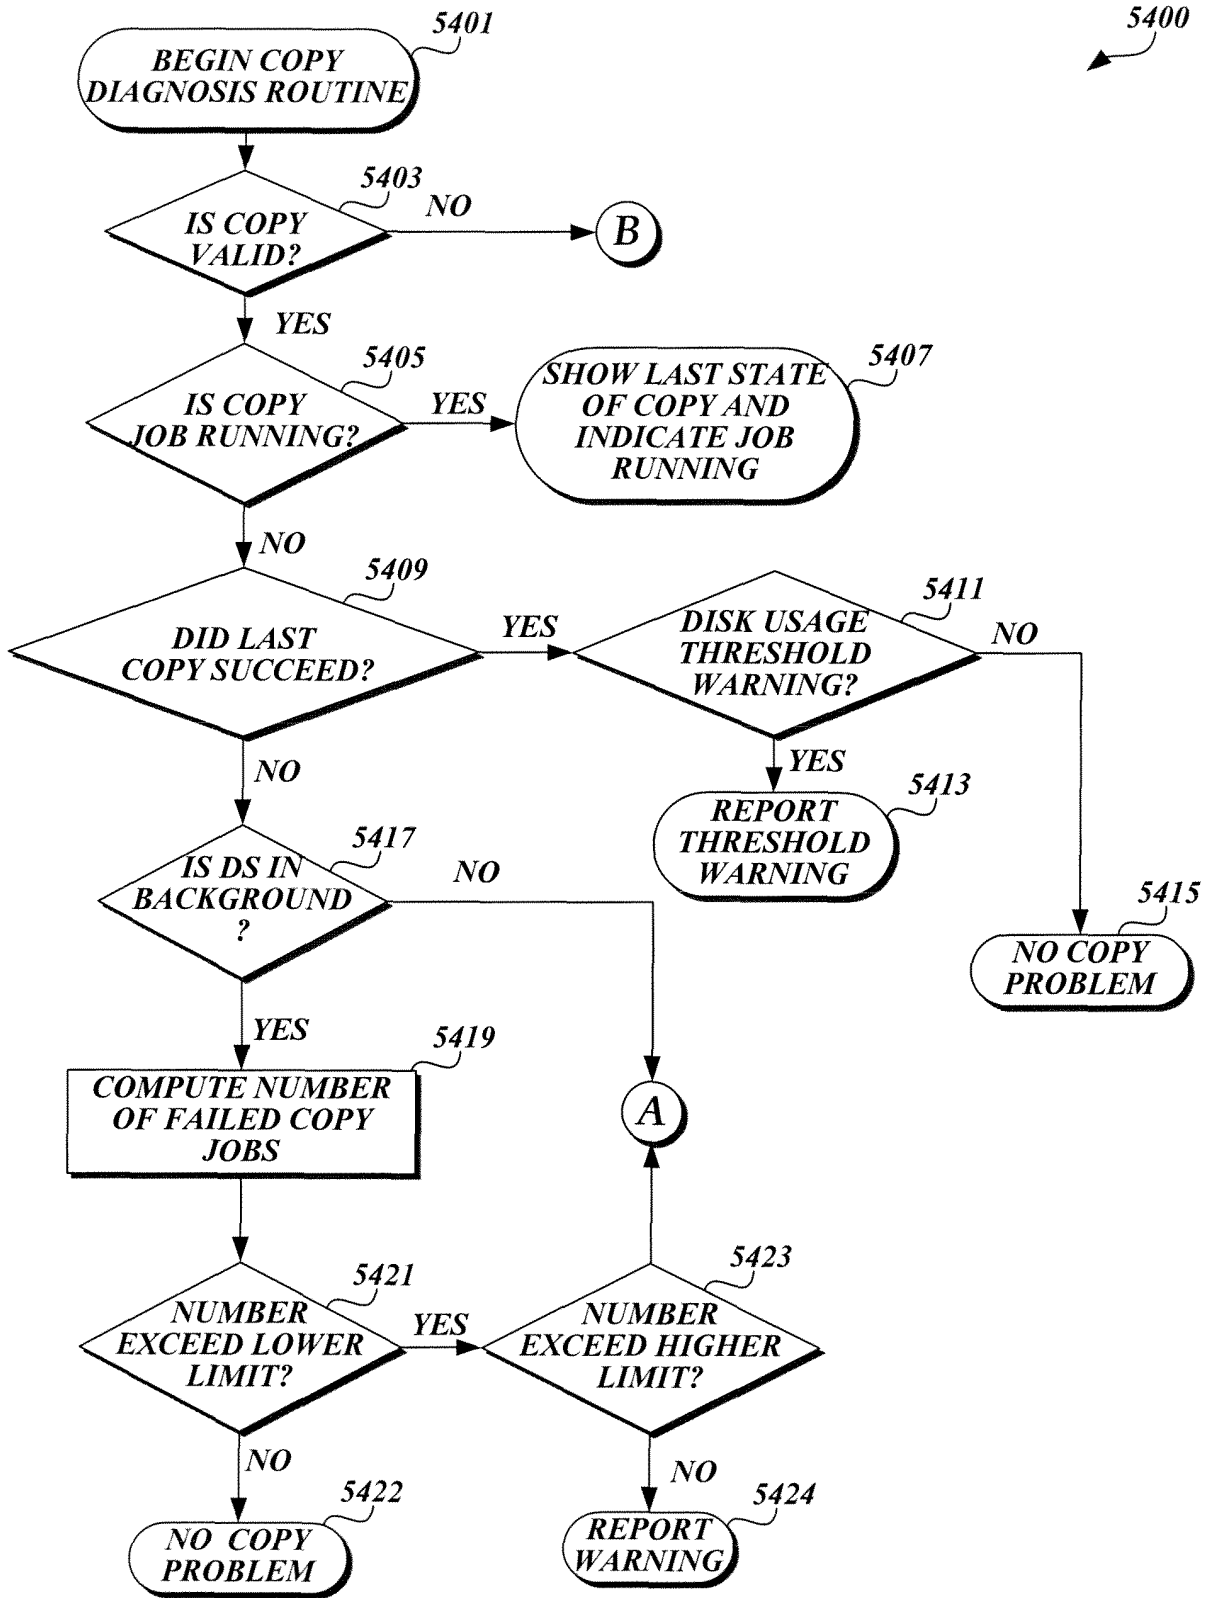 5400
5401
BEGIN COPY
DIAGNOSIS ROUTINE
5403
IS COPY
VALID?
NO
B
YES
5405
IS COPY
JOB RUNNING?
YES
5407
SHOW LAST STATE
OF COPY AND
INDICATE JOB
RUNNING
NO
5409
DID LAST
COPY SUCCEED?
YES
5411
DISK USAGE
THRESHOLD
WARNING?
NO
YES
5413
REPORT
THRESHOLD
WARNING
5415
NO COPY
PROBLEM
NO
5417
IS DS IN
BACKGROUND
?
NO
YES
5419
COMPUTE NUMBER
OF FAILED COPY
JOBS
A
5421
NUMBER
EXCEED LOWER
LIMIT?
YES
5423
NUMBER
EXCEED HIGHER
LIMIT?
NO
5422
NO COPY
PROBLEM
NO
5424
REPORT
WARNING